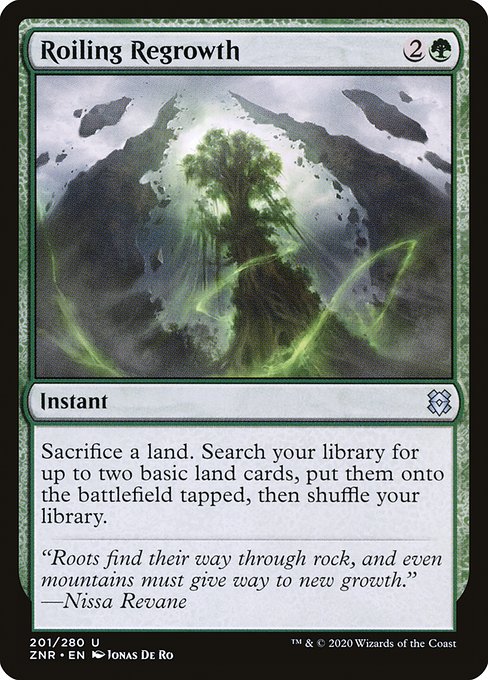 Roiling Regrowth 2
Instant
Sacrifice a land. Search your library for
up to two basic land cards, put them onto
the battlefield tapped, then shuffle your
library.
“Roots find their way through rock, and even
mountains must give way to new growth.”
—Nissa Revane
201/280 U
ZNR • EN Jonas De Ro
™ & © 2020 Wizards of the Coast